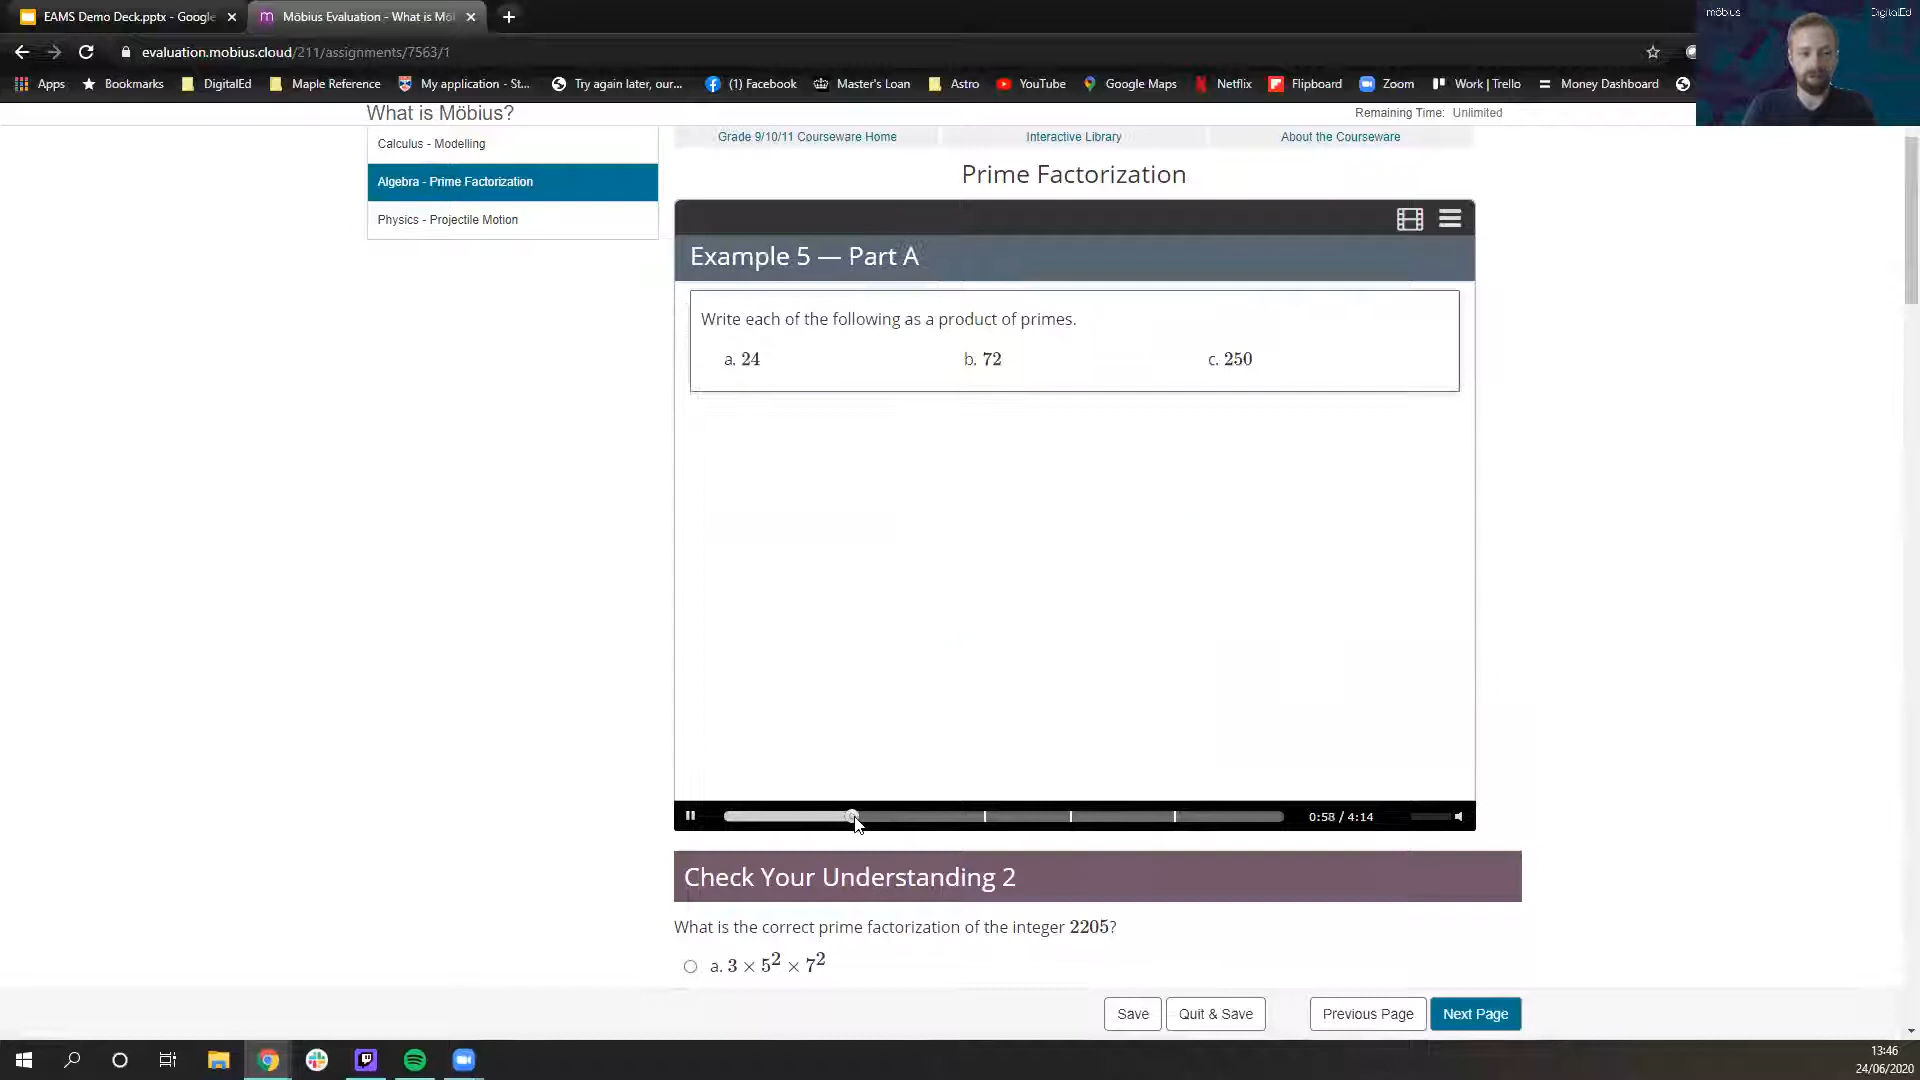 EAMS Demo Deck.pptx - Google
Möbius Evaluation - What is Mö
möbius
DigitalEd
evaluation.mobius.cloud/211/assignments/7563/1
Apps
Bookmarks
DigitalEd
Maple Reference
My application - St...
Try again later, our...
(1) Facebook
Master's Loan
Astro
YouTube
Google Maps
Netflix
Flipboard
Zoom
Work | Trello
Money Dashboard
What is Möbius?
Remaining Time: Unlimited
Calculus - Modelling
Algebra - Prime Factorization
Physics - Projectile Motion
Grade 9/10/11 Courseware Home
Interactive Library
About the Courseware
Prime Factorization
Example 5 — Part A
Write each of the following as a product of primes.
a. 24
b. 72
c. 250
0:58 / 4:14
Check Your Understanding 2
What is the correct prime factorization of the integer 2205?
a. 3 × 5² × 7²
Save
Quit & Save
Previous Page
Next Page
13:46
24/06/2020